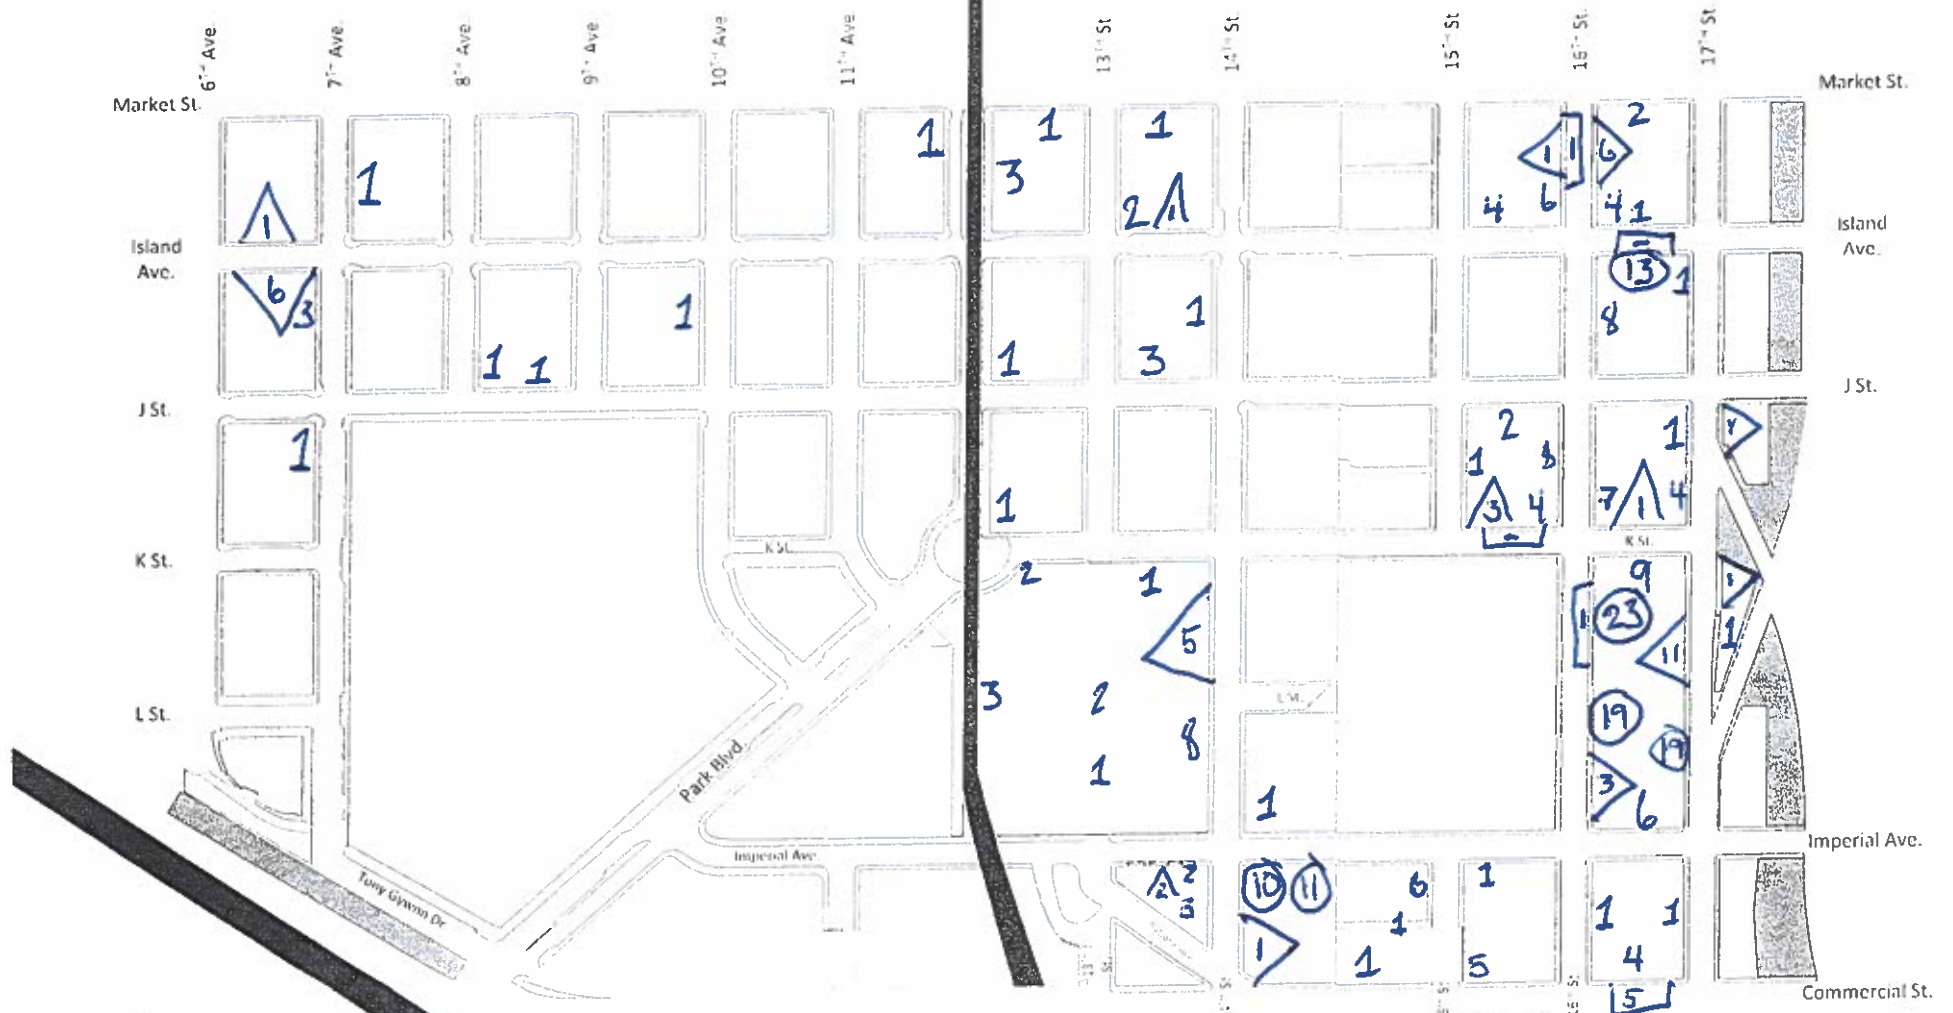 6TH Ave.
7TH Ave.
8TH Ave
9TH Ave
10TH Ave
11TH Ave
13TH St
14TH St.
15TH St
16TH St.
17TH St
Market St.
Market St.
1
1
1
1
3
1
2
1
1
1
6
4
6
2
4
1
Island
Ave.
Island
Ave.
6
3
1
1
1
1
1
3
13
1
8
J St.
J St.
1
1
2
1
4
3
1
7
1
4
K St.
K St.
K St.
2
1
5
9
23
1
11
1
1
L St.
L St.
3
2
8
1
1
19
19
3
6
Park Blvd.
Imperial Ave.
Imperial Ave.
Tony Gywnn Dr
2
2
10
11
1
6
1
1
1
5
1
1
4
5
Commercial St.